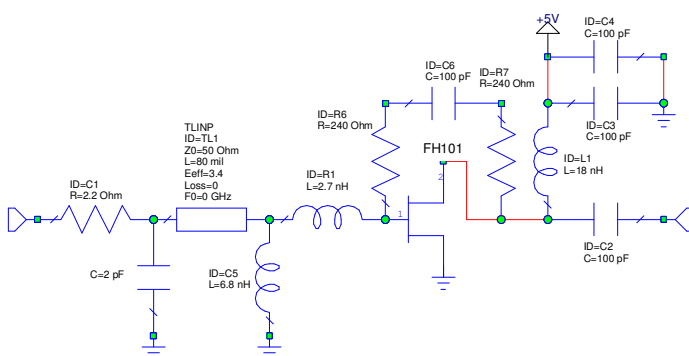 +5V
ID=C4
C=100 pF
ID=C6
C=100 pF
ID=R7
R=240 Ohm
ID=R6
R=240 Ohm
TLINP
ID=TL1
Z0=50 Ohm
L=80 mil
Eeff=3.4
Loss=0
F0=0 GHz
ID=C3
C=100 pF
FH101
2
ID=L1
L=18 nH
ID=C1
R=2.2 Ohm
ID=R1
L=2.7 nH
1
C=2 pF
ID=C5
L=6.8 nH
ID=C2
C=100 pF